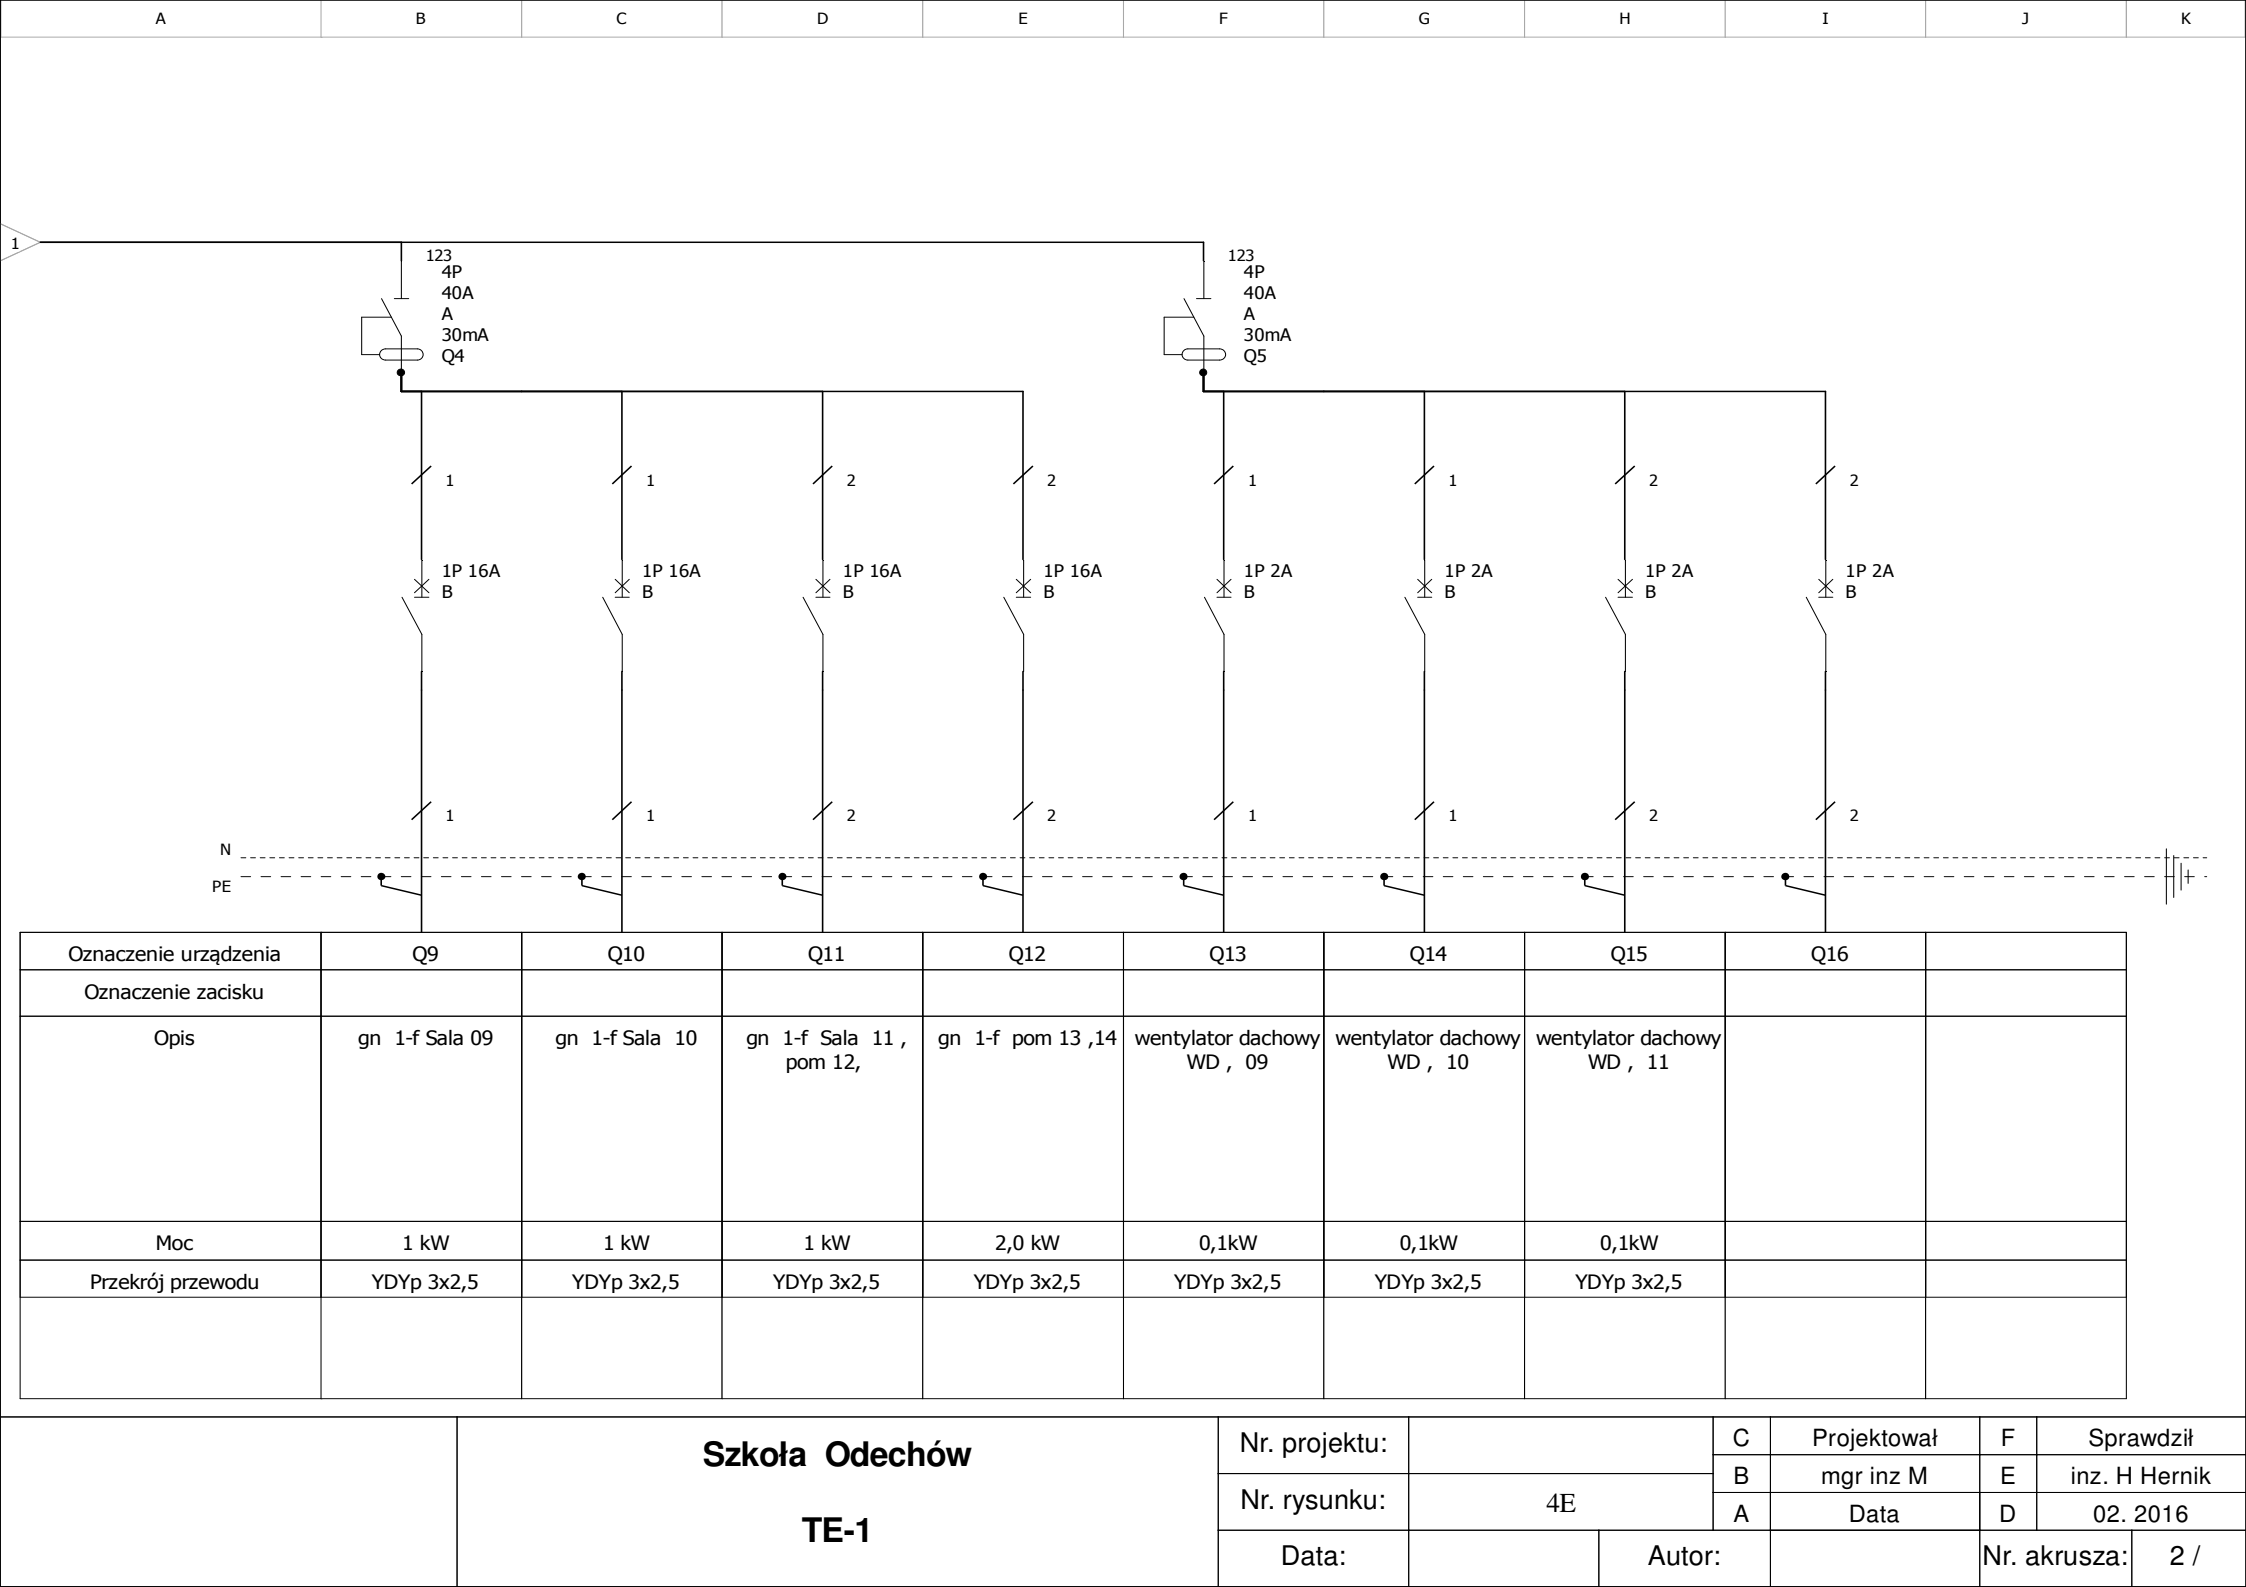 A B C D E F G H I J K
1
123
4P
40A
A
30mA
Q4
123
4P
40A
A
30mA
Q5
1 1 2 2 1 1 2 2
1P 16A 1P 16A 1P 16A 1P 16A 1P 2A 1P 2A 1P 2A 1P 2A
B B B B B B B B
1 1 2 2 1 1 2 2
N
PE
Oznaczenie urządzenia Q9 Q10 Q11 Q12 Q13 Q14 Q15 Q16
Oznaczenie zacisku
Opis gn 1-f Sala 09 gn 1-f Sala 10 gn 1-f Sala 11 , gn 1-f pom 13 ,14 wentylator dachowy wentylator dachowy wentylator dachowy
pom 12, WD , 09 WD , 10 WD , 11
Moc 1 kW 1 kW 1 kW 2,0 kW 0,1kW 0,1kW 0,1kW
Przekrój przewodu YDYp 3x2,5 YDYp 3x2,5 YDYp 3x2,5 YDYp 3x2,5 YDYp 3x2,5 YDYp 3x2,5 YDYp 3x2,5
Szkoła Odechów
TE-1
Nr. projektu:
Nr. rysunku: 4E
Data: Autor:
C Projektował F Sprawdził
B mgr inz M E inz. H Hernik
A Data D 02. 2016
Nr. akrusza: 2 /